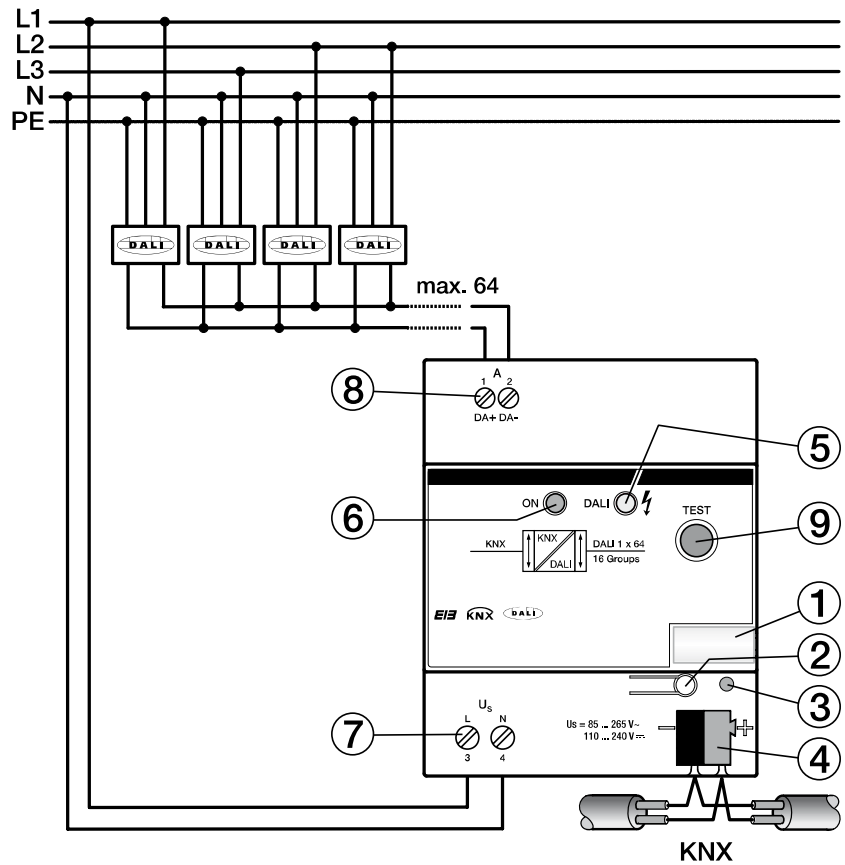 L1
L2
L3
N
PE
DALI DALI DALI DALI
max. 64
A
1 2
DA+ DA-
8
5
ON DALI
6
TEST
9
KNX KNX DALI DALI 1 x 64
16 Groups
EIB KNX DALI
1
2
3
Us
L N
3 4
7
Us = 85 ... 265 V~
110 ... 240 V⎓
- +
4
KNX